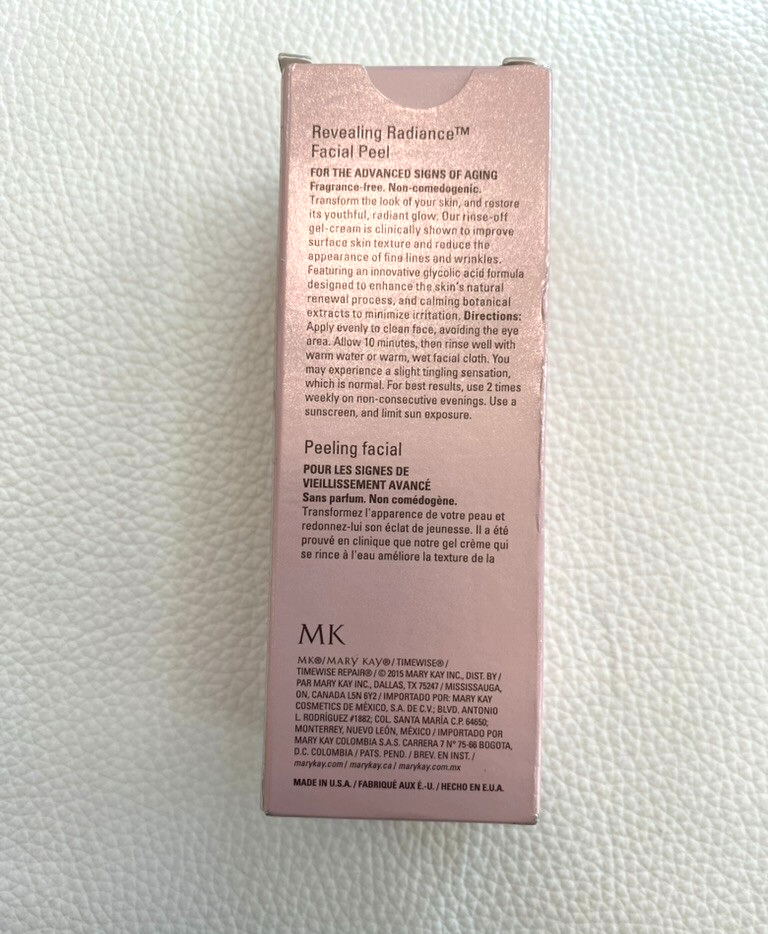 Revealing Radiance™
Facial Peel
FOR THE ADVANCED SIGNS OF AGING
Fragrance-free. Non-comedogenic.
Transform the look of your skin, and restore
its youthful, radiant glow. Our rinse-off
gel-cream is clinically shown to improve
surface skin texture and reduce the
appearance of fine lines and wrinkles.
Featuring an innovative glycolic acid formula
designed to enhance the skin's natural
renewal process, and calming botanical
extracts to minimize irritation. Directions:
Apply evenly to clean face, avoiding the eye
area. Allow 10 minutes, then rinse well with
warm water or warm, wet facial cloth. You
may experience a slight tingling sensation,
which is normal. For best results, use 2 times
weekly on non-consecutive evenings. Use a
sunscreen, and limit sun exposure.
Peeling facial
POUR LES SIGNES DE
VIEILLISSEMENT AVANCÉ
Sans parfum. Non comédogène.
Transformez l'apparence de votre peau et
redonnez-lui son éclat de jeunesse. Il a été
prouvé en clinique que notre gel crème qui
se rince à l'eau améliore la texture de la
MK
MK®/MARY KAY®/ TIMEWISE®/
TIMEWISE REPAIR®/ © 2015 MARY KAY INC., DIST. BY /
PAR MARY KAY INC., DALLAS, TX 75247 / MISSISSAUGA,
ON, CANADA L5N 6Y2 / IMPORTADO POR: MARY KAY
COSMETICS DE MÉXICO, S.A. DE C.V.; BLVD. ANTONIO
L. RODRÍGUEZ #1882; COL. SANTA MARÍA C.P. 64650;
MONTERREY, NUEVO LEÓN, MÉXICO / IMPORTADO POR
MARY KAY COLOMBIA S.A.S. CARRERA 7 N° 75-66 BOGOTA,
D.C. COLOMBIA / PATS. PEND. / BREV. EN INST. /
marykay.com / marykay.ca / marykay.com.mx
MADE IN U.S.A. / FABRIQUÉ AUX É.-U. / HECHO EN E.U.A.